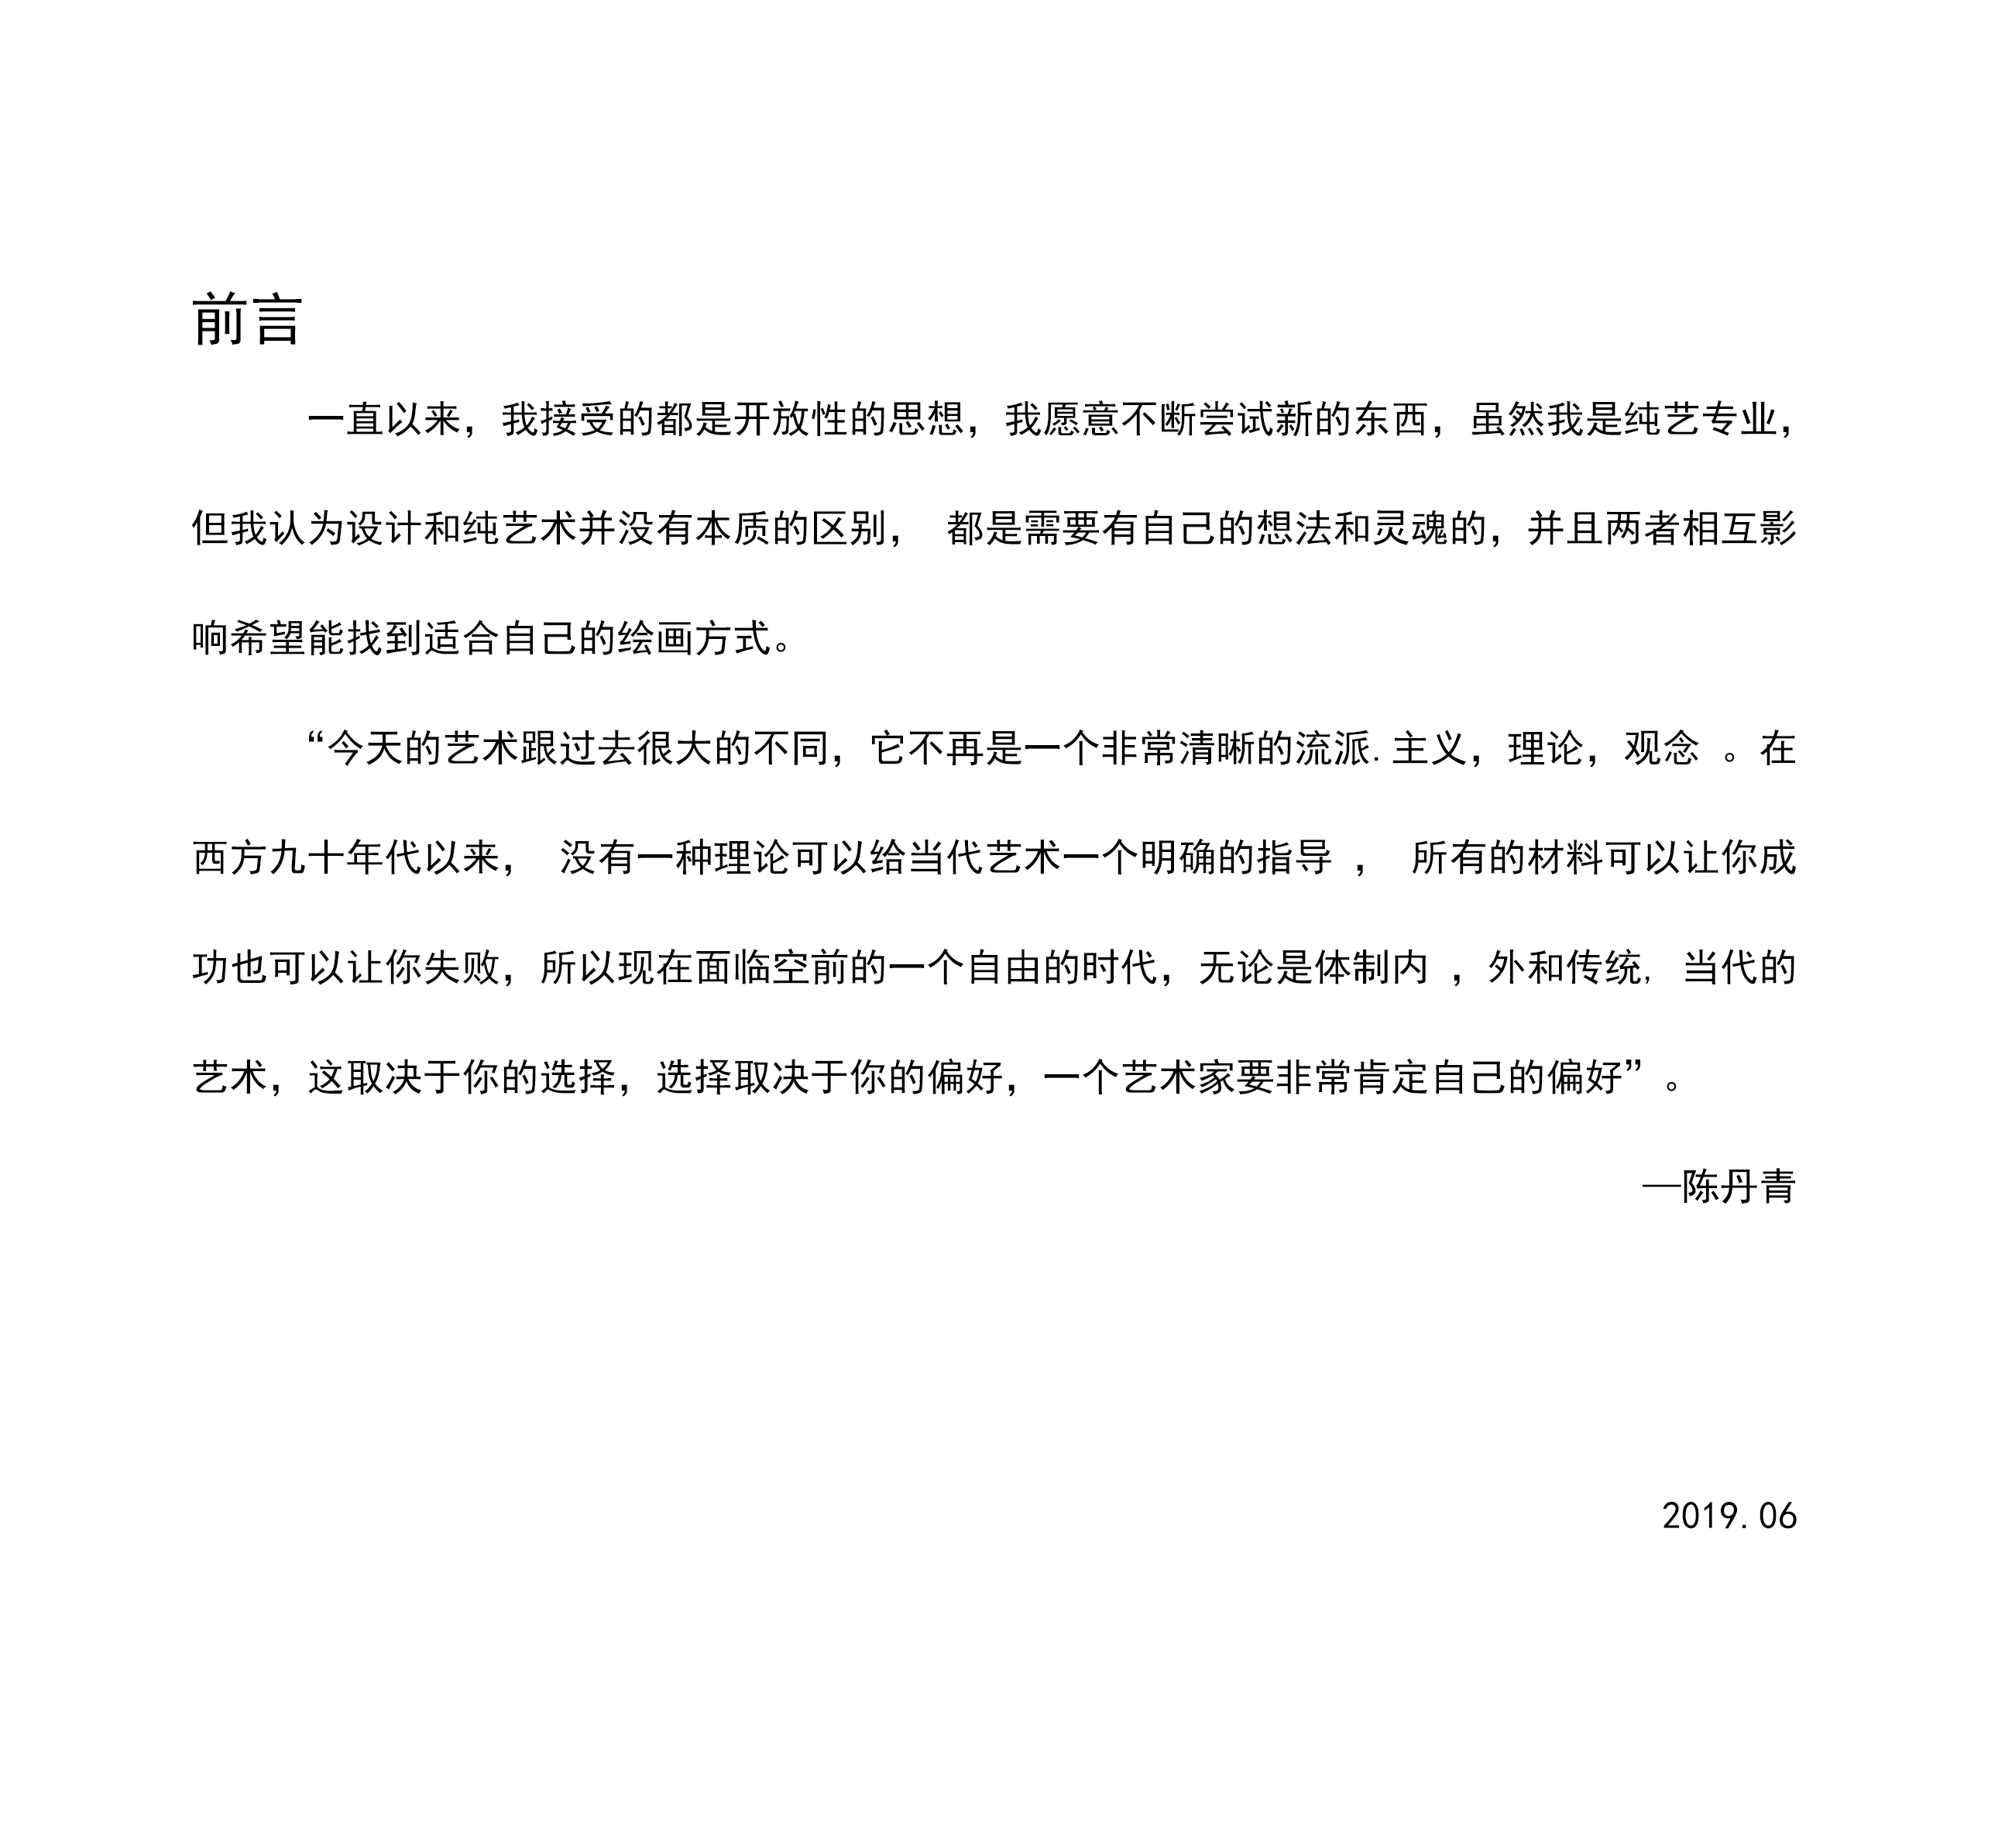 前言
一直以来，我接受的都是开放性的思想，我愿意不断尝试新的东西，虽然我是纯艺专业，
但我认为设计和纯艺术并没有本质的区别， 都是需要有自己的想法和灵魂的，并且两者相互影
响希望能找到适合自己的绘画方式。
“今天的艺术跟过去很大的不同，它不再是一个非常清晰的流派.主义，理论，观念 。在
西方九十年代以来， 没有一种理论可以给当代艺术一个明确的指导 ， 所有的材料可以让你成
功也可以让你失败，所以现在面临空前的一个自由的时代，无论是体制内 ，外和传统, 当代的
艺术，这取决于你的选择，选择取决于你的偏好，一个艺术家要非常肯定自己的偏好”。
—陈丹青
2019.06